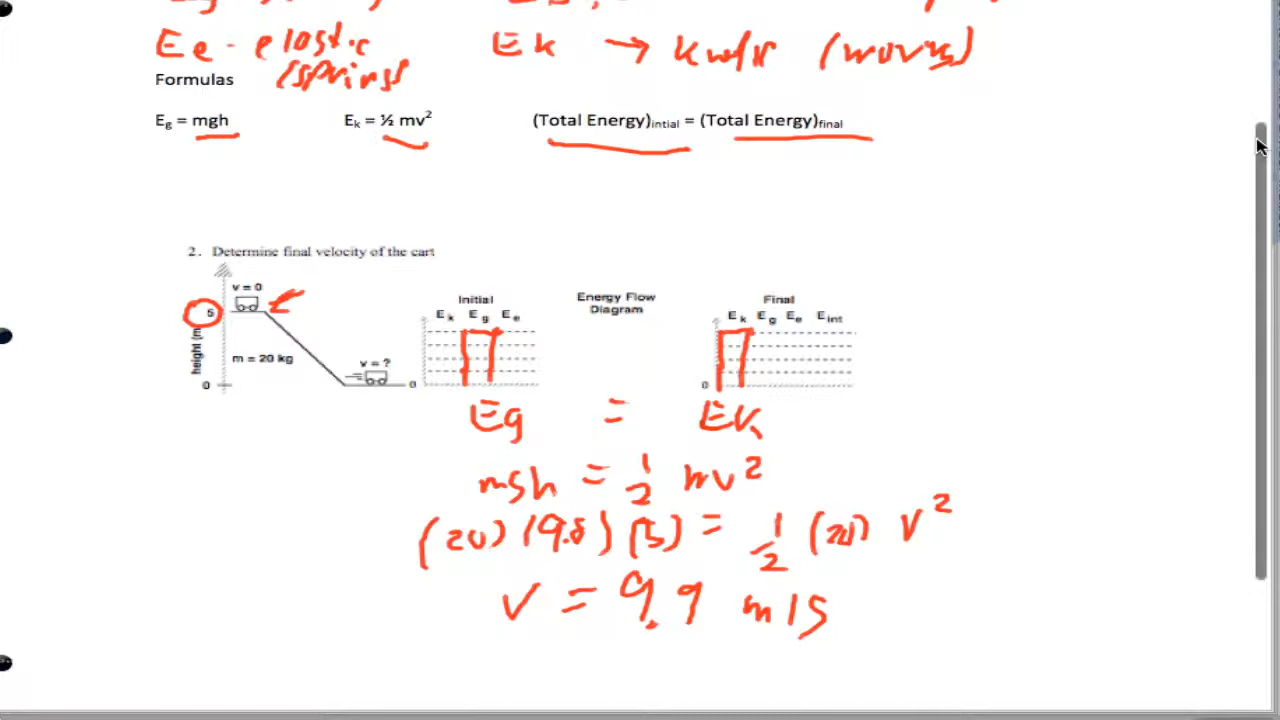 Ee - elastic Ek → kw/r (works)
(spring)
Formulas
Eg = mgh Ek = ½ mv² (Total Energy)intial = (Total Energy)final
2. Determine final velocity of the cart
v = 0
5
height (m
m = 20 kg
v = ?
0
Initial
Ek Eg Ee
0
Energy Flow
Diagram
Final
Ek Eg Ee Eint
0
Eg = Ek
mgh = 1/2 mv²
(20)(9.8)(5) = 1/2 (20) v²
v = 9.9 m/s